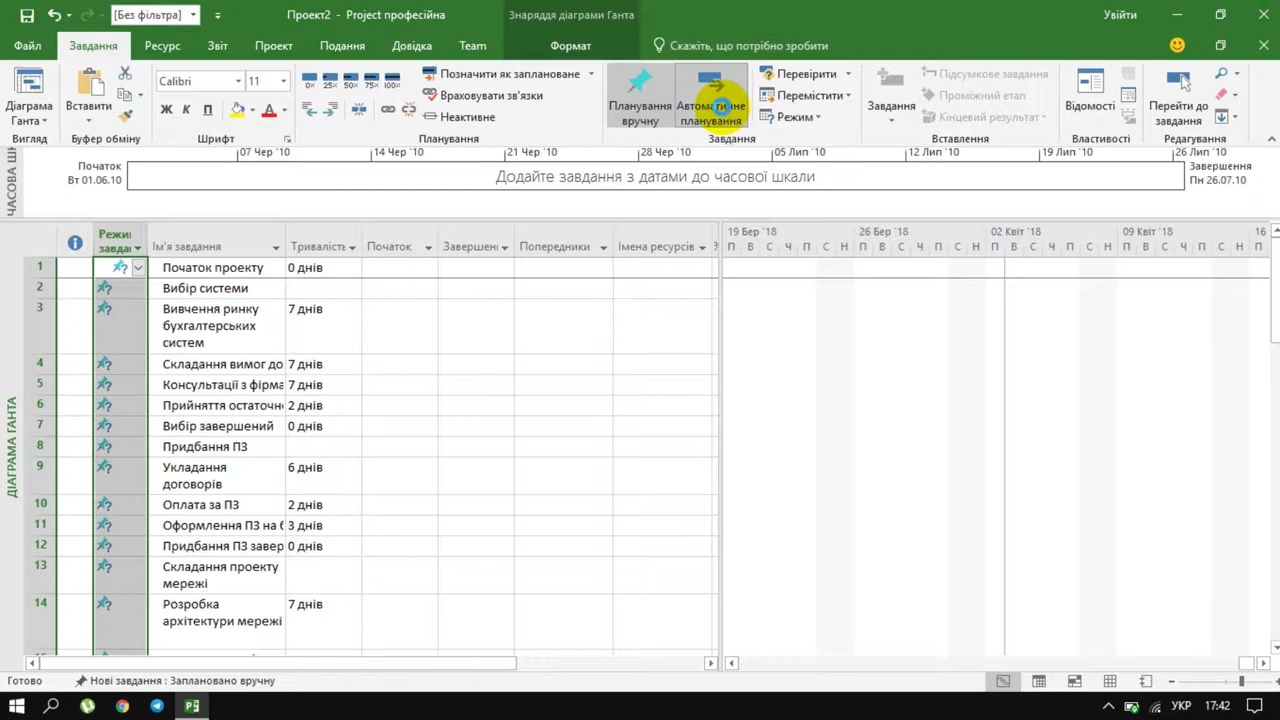 [Без фільтра]
Проект2 - Project професійна
Знаряддя діаграми Ганта
Увійти
Файл
Завдання
Ресурс
Звіт
Проект
Подання
Довідка
Team
Формат
Скажіть, що потрібно зробити
Діаграма Ганта
Вигляд
Вставити
Буфер обміну
Calibri
11
Ж К П
Шрифт
0× 25× 50× 75× 100×
Позначити як заплановане
Враховувати зв'язки
Неактивне
Планування
Планування вручну
Автоматичне планування
Перевірити
Перемістити
Режим
Завдання
Завдання
Підсумкове завдання
Проміжний етап
Кінцевий результат
Вставлення
Відомості
Властивості
Перейти до завдання
Редагування
Початок
Вт 01.06.10
07 Чер '10
14 Чер '10
21 Чер '10
28 Чер '10
05 Лип '10
12 Лип '10
19 Лип '10
26 Лип '10
Додайте завдання з датами до часової шкали
Завершення
Пн 26.07.10
ЧАСОВА ШК
Режим завдан
Ім'я завдання
Тривалість
Початок
Завершені
Попередники
Імена ресурсів
19 Бер '18
26 Бер '18
02 Квіт '18
09 Квіт '18
16
П В С Ч П С Н П В С Ч П С Н П В С Ч П С Н П В С Ч П С Н П
1 Початок проекту 0 днів
2 Вибір системи
3 Вивчення ринку 7 днів
бухгалтерських
систем
4 Складання вимог до 7 днів
5 Консультації з фірма 7 днів
6 Прийняття остаточн 2 днів
7 Вибір завершений 0 днів
8 Придбання ПЗ
9 Укладання 6 днів
договорів
10 Оплата за ПЗ 2 днів
11 Оформлення ПЗ на б 3 днів
12 Придбання ПЗ завер 0 днів
13 Складання проекту
мережі
14 Розробка 7 днів
архітектури мережі
ДІАГРАМА ГАНТА
Готово
Нові завдання : Заплановано вручну
УКР
17:42